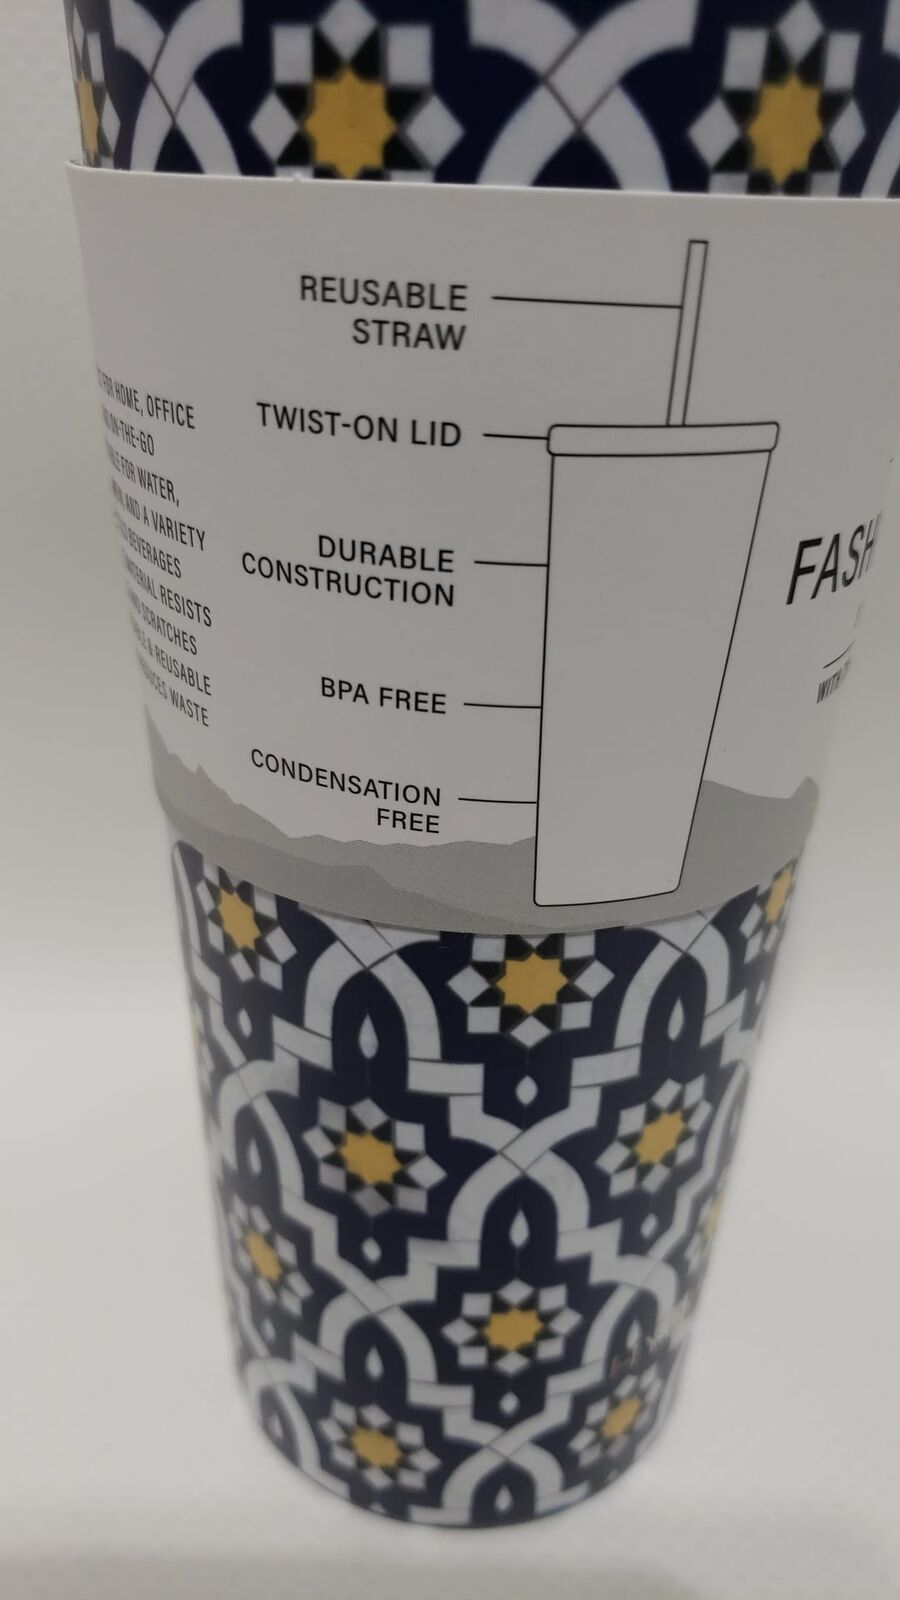 FOR HOME, OFFICE
ON-THE-GO
FOR WATER,
AND A VARIETY
BEVERAGES
MATERIAL RESISTS
SCRATCHES
& REUSABLE
WASTE
REUSABLE
STRAW
TWIST-ON LID
DURABLE
CONSTRUCTION
BPA FREE
CONDENSATION
FREE
FASH
WITH